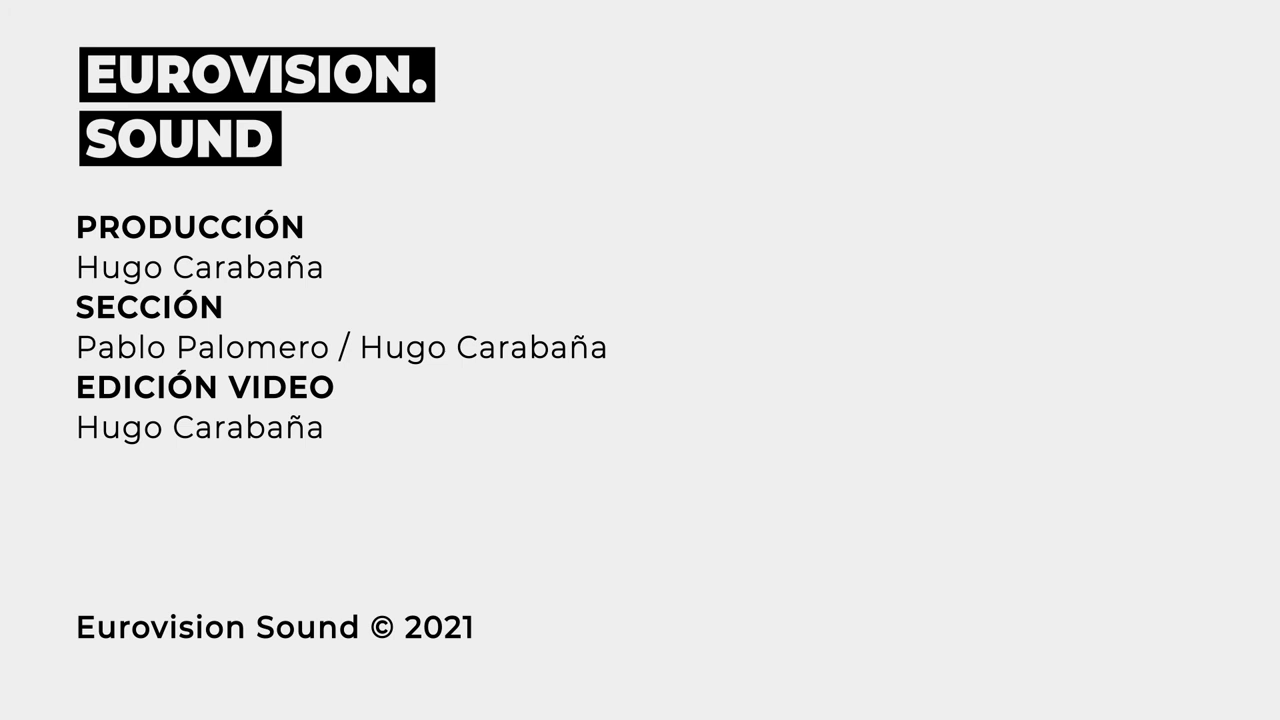 EUROVISION.
SOUND
PRODUCCIÓN
Hugo Carabaña
SECCIÓN
Pablo Palomero / Hugo Carabaña
EDICIÓN VIDEO
Hugo Carabaña
Eurovision Sound © 2021